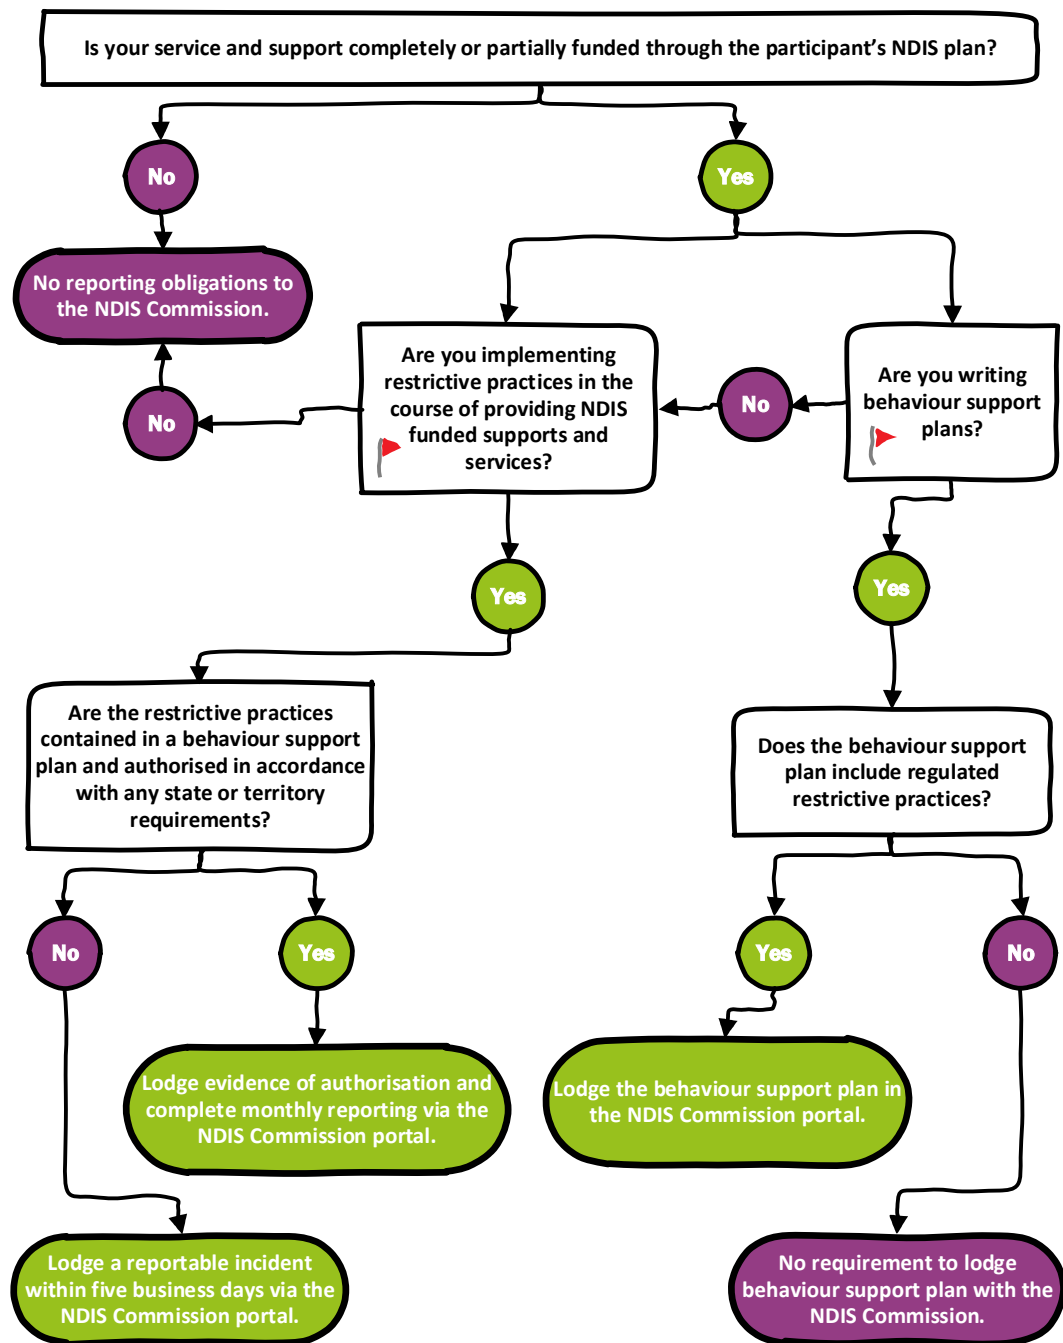 Is your service and support completely or partially funded through the participant's NDIS plan?
No
Yes
No reporting obligations to
the NDIS Commission.
Are you implementing
restrictive practices in the
course of providing NDIS
funded supports and
services?
Are you writing
behaviour support
plans?
No
No
Yes
Yes
Are the restrictive practices
contained in a behaviour support
plan and authorised in accordance
with any state or territory
requirements?
Does the behaviour support
plan include regulated
restrictive practices?
No
Yes
Yes
No
Lodge evidence of authorisation and
complete monthly reporting via the
NDIS Commission portal.
Lodge the behaviour support plan in
the NDIS Commission portal.
Lodge a reportable incident
within five business days via the
NDIS Commission portal.
No requirement to lodge
behaviour support plan with the
NDIS Commission.